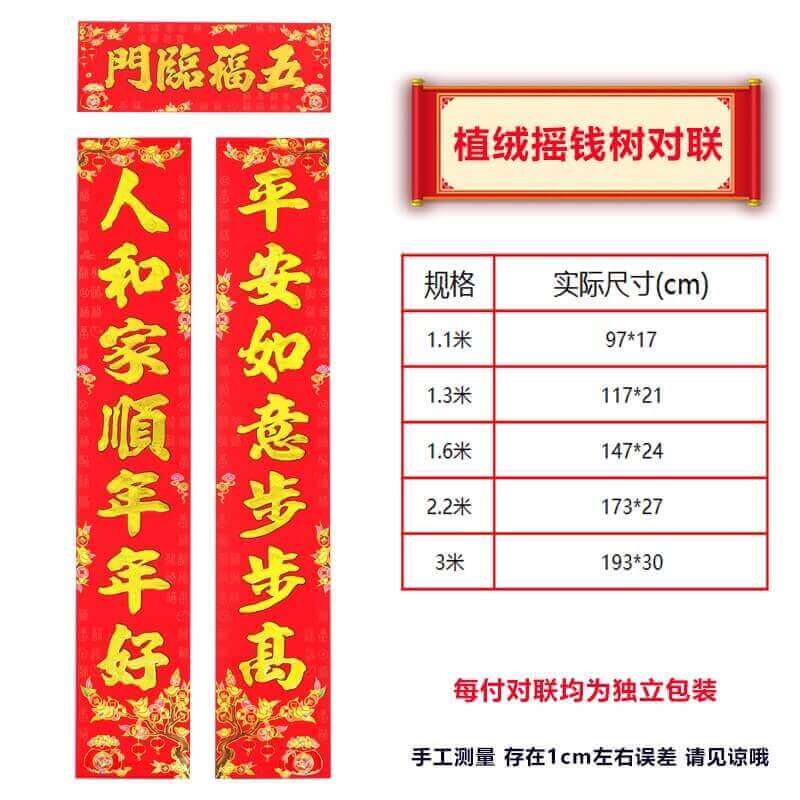 五福臨門
平安如意步步高
人和家順年年好
植绒摇钱树对联
规格 实际尺寸(cm)
1.1米 97*17
1.3米 117*21
1.6米 147*24
2.2米 173*27
3米 193*30
每付对联均为独立包装
手工测量 存在1cm左右误差 请见谅哦